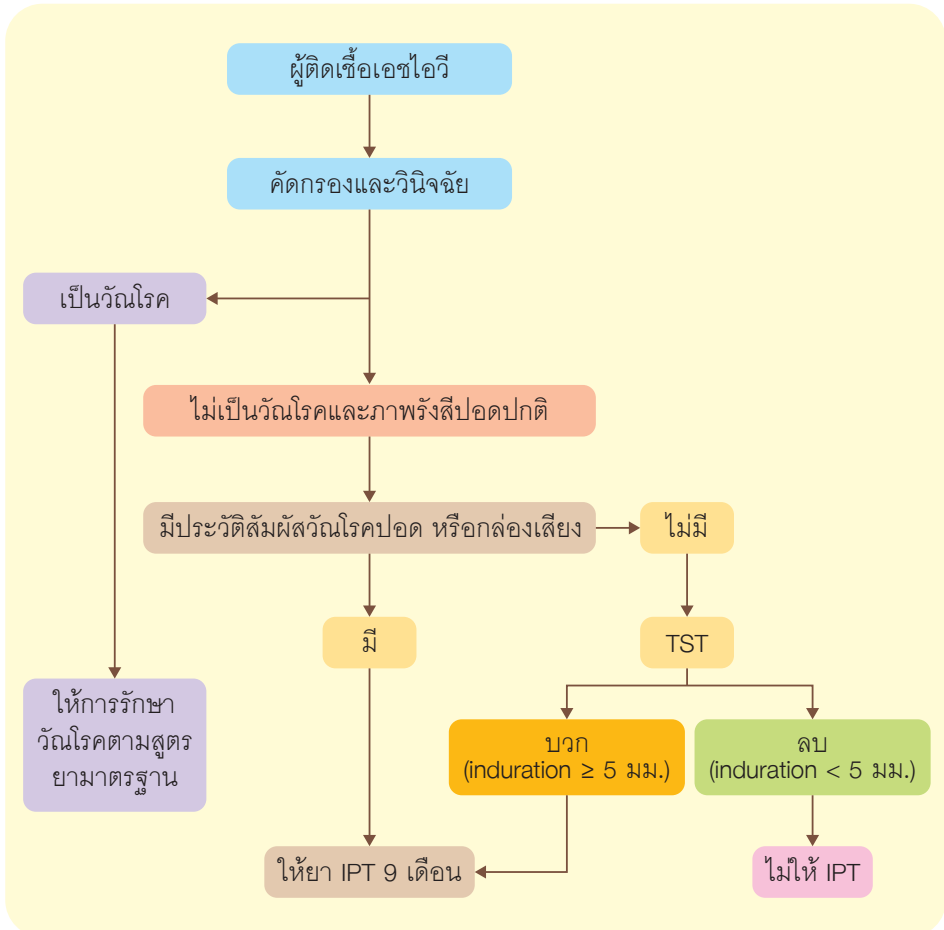 ผู้ติดเชื้อเอชไอวี
คัดกรองและวินิจฉัย
เป็นวัณโรค
ไม่เป็นวัณโรคและภาพรังสีปอดปกติ
มีประวัติสัมผัสวัณโรคปอด หรือกล่องเสียง
ไม่มี
มี
TST
ให้การรักษา
วัณโรคตามสูตร
ยามาตรฐาน
บวก
(induration ≥ 5 มม.)
ลบ
(induration < 5 มม.)
ให้ยา IPT 9 เดือน
ไม่ให้ IPT